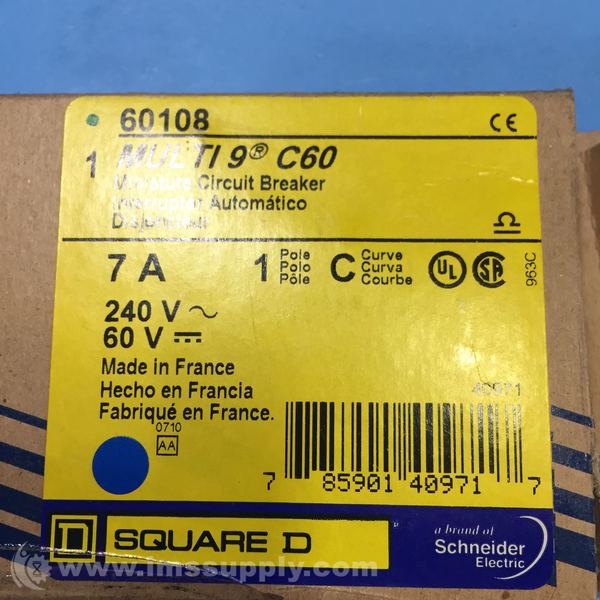 60108
CE
1 MULTI 9® C60
Miniature Circuit Breaker
Interruptor Automático
Disjoncteur
7 A
1 Pole Polo Pôle
C Curve Curva Courbe
UL
SA
963C
240 V ~
60 V
Made in France
Hecho en Francia
Fabriqué en France.
0710
AA
40971
7 85901 40971 7
D SQUARE D
a brand of
Schneider
Electric
www.imssupply.com